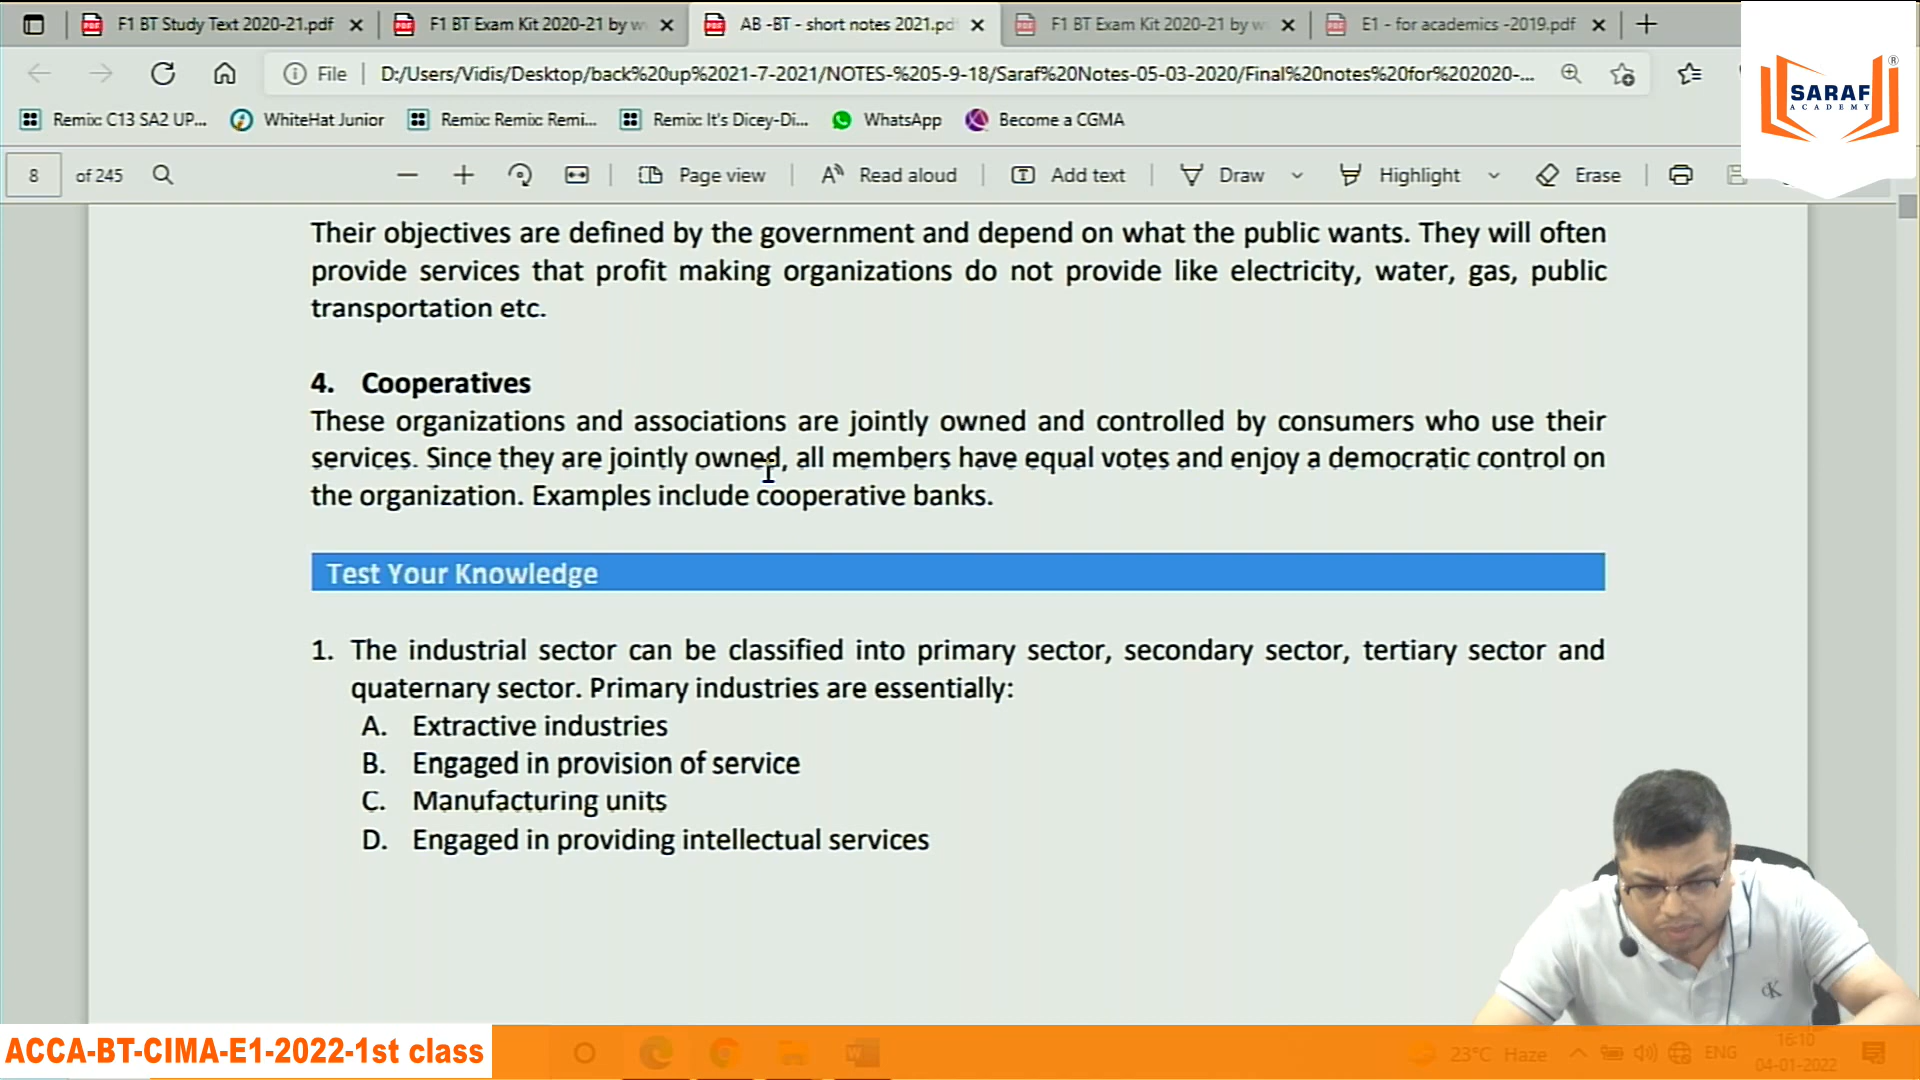 F1 BT Study Text 2020-21.pdf
F1 BT Exam Kit 2020-21 by w
AB -BT - short notes 2021.pd
F1 BT Exam Kit 2020-21 by w
E1 - for academics -2019.pdf
File
D:/Users/Vidis/Desktop/back%20up%2021-7-2021/NOTES-%205-9-18/Saraf%20Notes-05-03-2020/Final%20notes%20for%202020-...
SARAF
ACADEMY
Remix: C13 SA2 UP...
WhiteHat Junior
Remix: Remix: Remi...
Remix: It's Dicey-Di...
WhatsApp
Become a CGMA
8 of 245
Page view
Read aloud
Add text
Draw
Highlight
Erase
Their objectives are defined by the government and depend on what the public wants. They will often
provide services that profit making organizations do not provide like electricity, water, gas, public
transportation etc.
4. Cooperatives
These organizations and associations are jointly owned and controlled by consumers who use their
services. Since they are jointly owned, all members have equal votes and enjoy a democratic control on
the organization. Examples include cooperative banks.
Test Your Knowledge
1. The industrial sector can be classified into primary sector, secondary sector, tertiary sector and
quaternary sector. Primary industries are essentially:
A. Extractive industries
B. Engaged in provision of service
C. Manufacturing units
D. Engaged in providing intellectual services
CK
ACCA-BT-CIMA-E1-2022-1st class
23°C Haze
ENG
16:10
04-01-2022